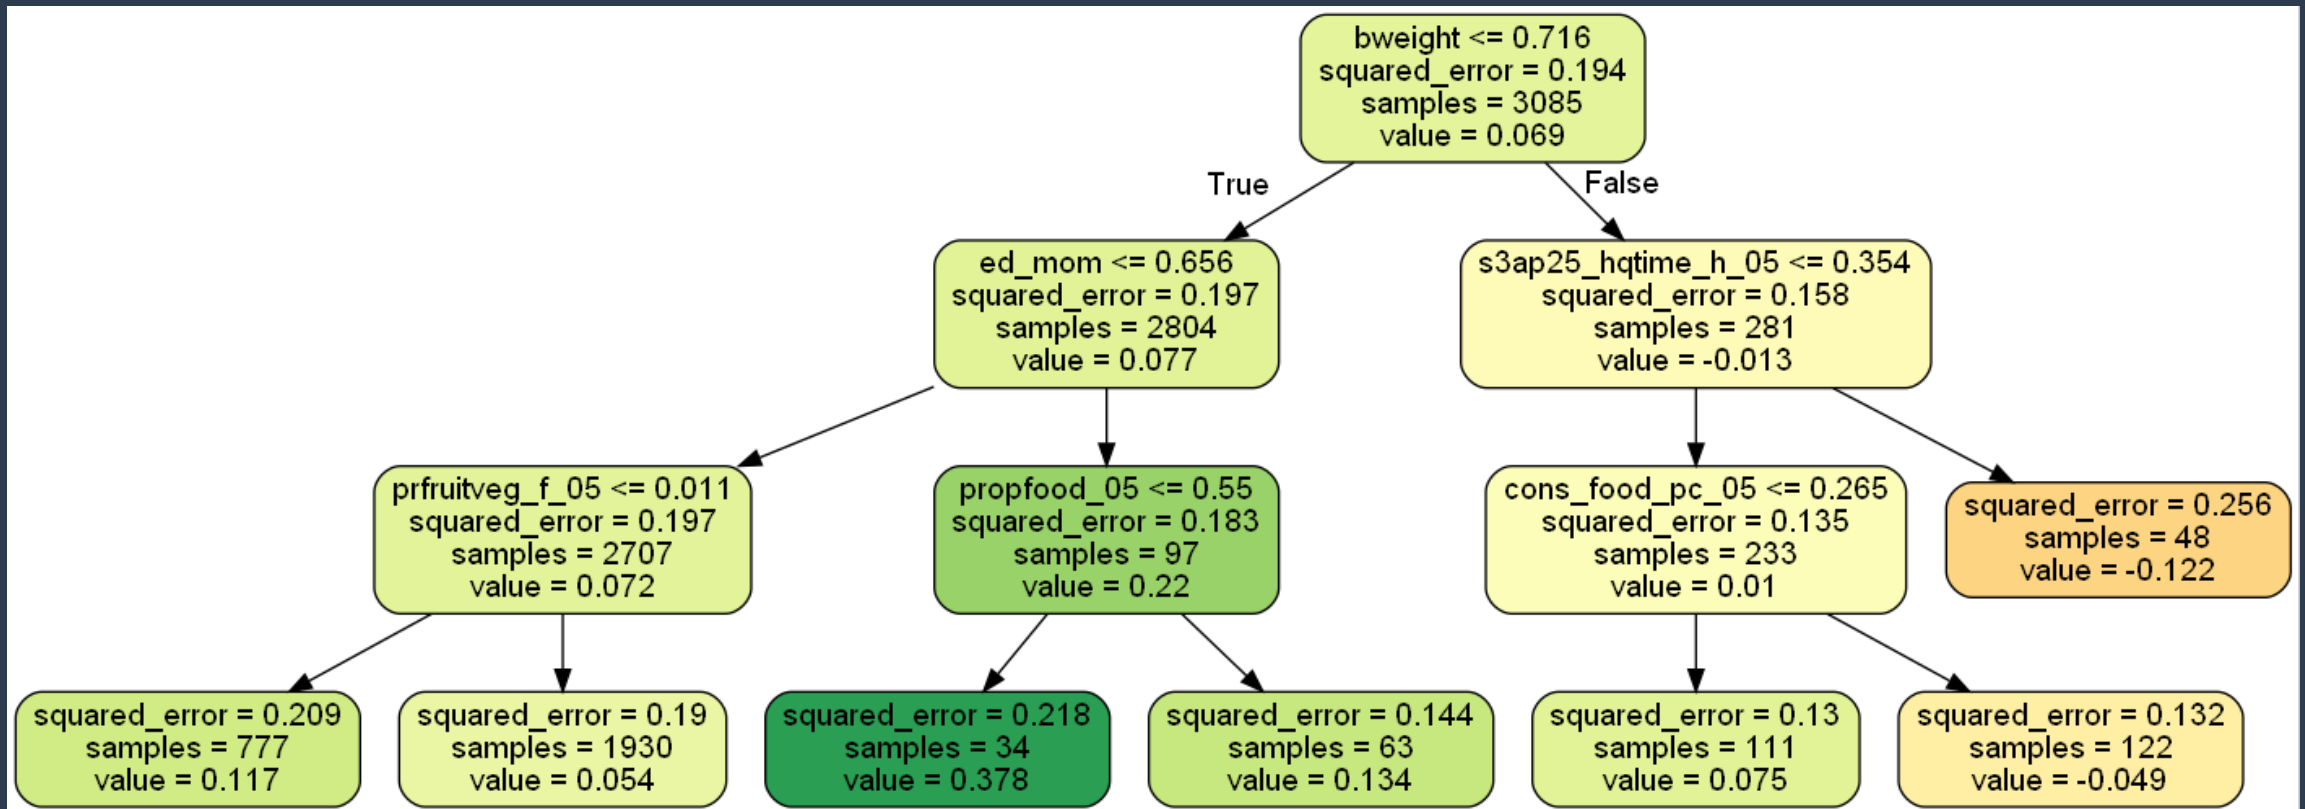 bweight <= 0.716
squared_error = 0.194
samples = 3085
value = 0.069
True
False
ed_mom <= 0.656
squared_error = 0.197
samples = 2804
value = 0.077
s3ap25_hqtime_h_05 <= 0.354
squared_error = 0.158
samples = 281
value = -0.013
prfruitveg_f_05 <= 0.011
squared_error = 0.197
samples = 2707
value = 0.072
propfood_05 <= 0.55
squared_error = 0.183
samples = 97
value = 0.22
cons_food_pc_05 <= 0.265
squared_error = 0.135
samples = 233
value = 0.01
squared_error = 0.256
samples = 48
value = -0.122
squared_error = 0.209
samples = 777
value = 0.117
squared_error = 0.19
samples = 1930
value = 0.054
squared_error = 0.218
samples = 34
value = 0.378
squared_error = 0.144
samples = 63
value = 0.134
squared_error = 0.13
samples = 111
value = 0.075
squared_error = 0.132
samples = 122
value = -0.049